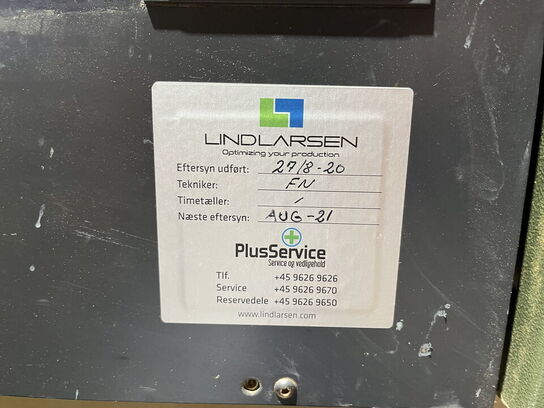 LINDLARSEN
Optimizing your production
Eftersyn udført: 27/8-20
Tekniker: FN
Timetæller: /
Næste eftersyn: AUG-21
PlusService
Service og vedligehold
Tlf. +45 9626 9626
Service +45 9626 9670
Reservedele +45 9626 9650
www.lindlarsen.com